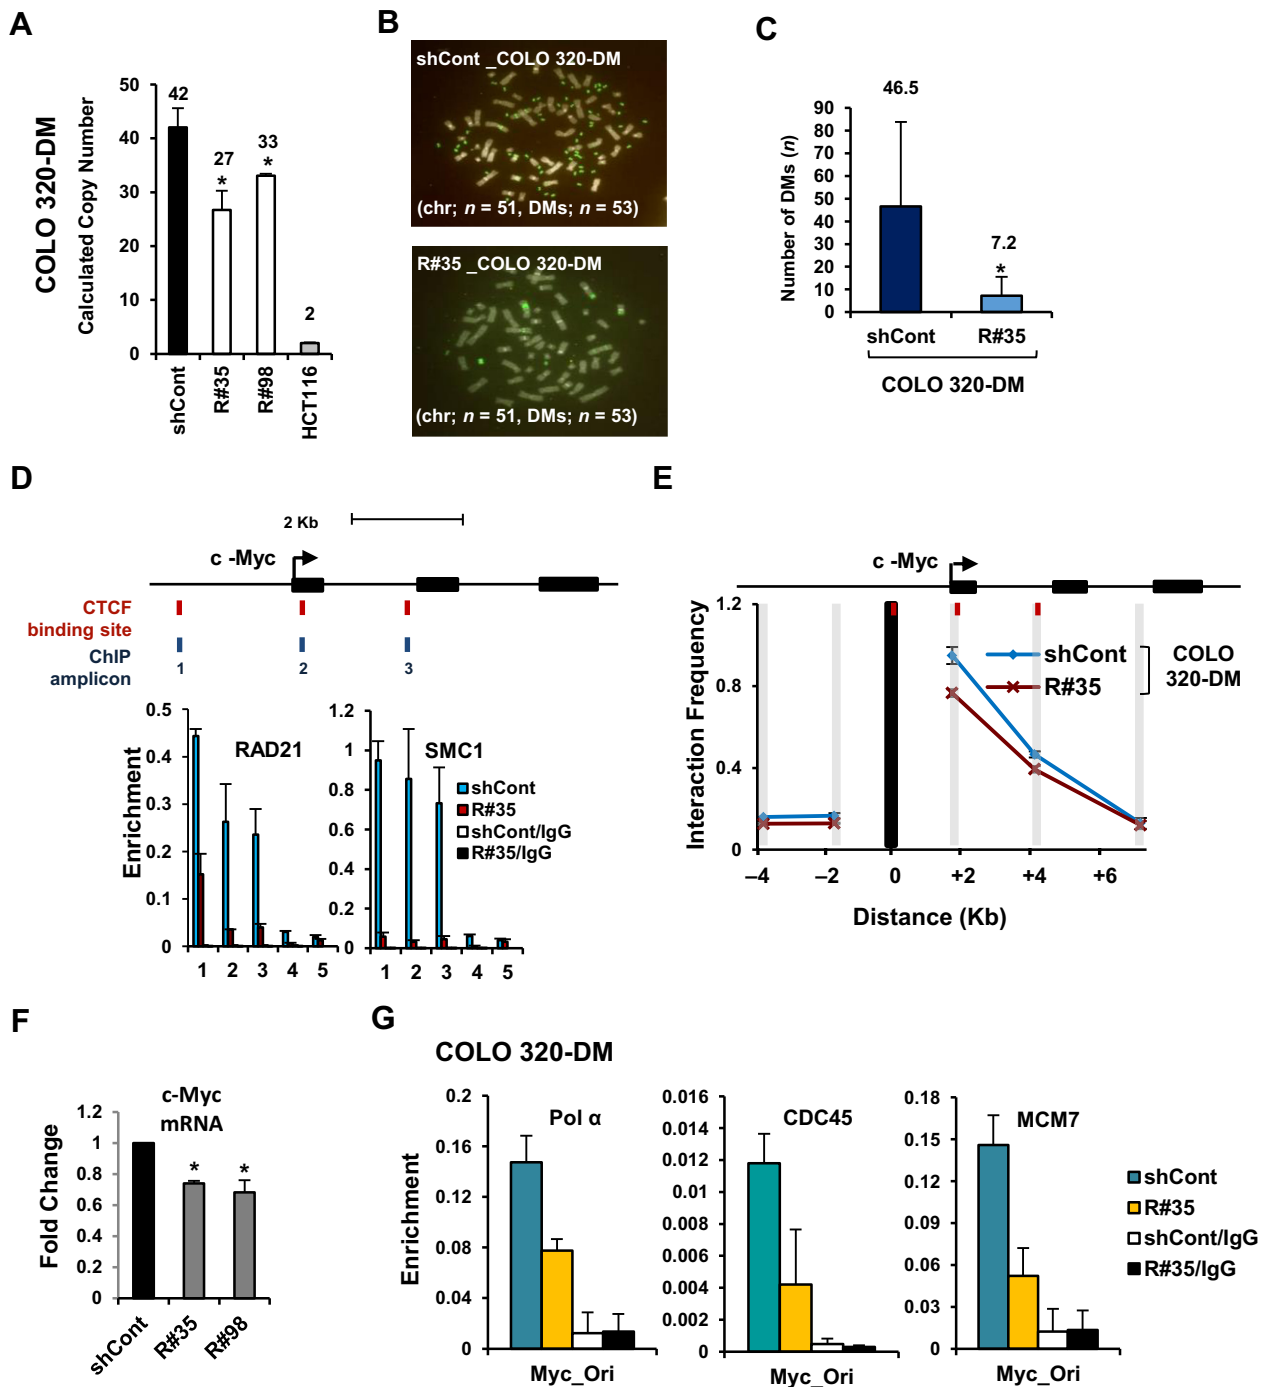 A
COLO 320-DM
Calculated Copy Number
50
40
30
20
10
0
42
27
*
33
*
2
shCont
R#35
R#98
HCT116
B
shCont _COLO 320-DM
(chr; n = 51, DMs; n = 53)
R#35 _COLO 320-DM
(chr; n = 51, DMs; n = 53)
C
Number of DMs (n)
90
80
70
60
50
40
30
20
10
0
46.5
7.2
*
shCont R#35
COLO 320-DM
D
2 Kb
c -Myc
CTCF
binding site
ChIP
amplicon
1 2 3
Enrichment
0.5
0.4
0.3
0.2
0.1
0
RAD21
1 2 3 4 5
1.2
1
0.8
0.6
0.4
0.2
0
SMC1
shCont
R#35
shCont/IgG
R#35/IgG
1 2 3 4 5
E
c -Myc
Interaction Frequency
1.2
0.8
0.4
0
shCont
R#35
COLO
320-DM
–4 –2 0 +2 +4 +6
Distance (Kb)
F
c-Myc
mRNA
Fold Change
1.2
1
0.8
0.6
0.4
0.2
0
* *
shCont
R#35
R#98
G
COLO 320-DM
Enrichment
0.2
0.16
0.12
0.08
0.04
0
Pol α
Myc_Ori
0.016
0.014
0.012
0.01
0.008
0.006
0.004
0.002
0
CDC45
Myc_Ori
0.18
0.15
0.12
0.09
0.06
0.03
0
MCM7
Myc_Ori
shCont
R#35
shCont/IgG
R#35/IgG